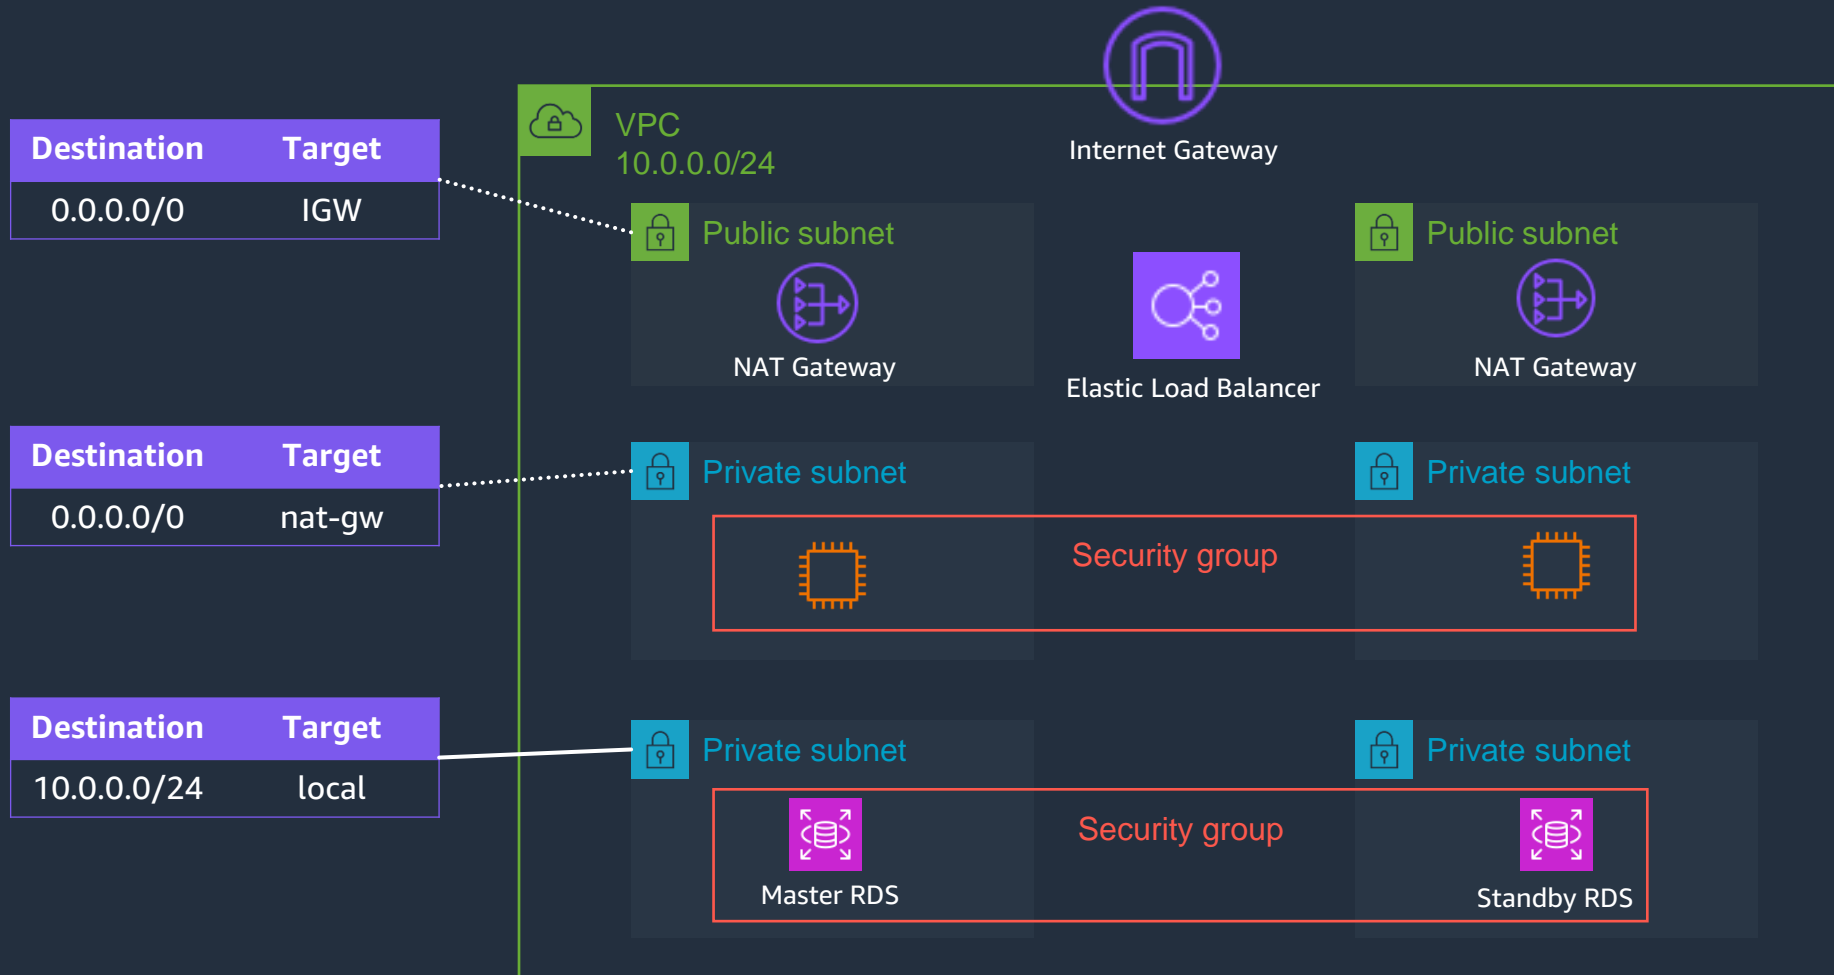 Internet Gateway
VPC
10.0.0.0/24
Destination Target
0.0.0.0/0 IGW
Public subnet
NAT Gateway
Elastic Load Balancer
Public subnet
NAT Gateway
Destination Target
0.0.0.0/0 nat-gw
Private subnet
Security group
Private subnet
Destination Target
10.0.0.0/24 local
Private subnet
Security group
Master RDS
Private subnet
Standby RDS